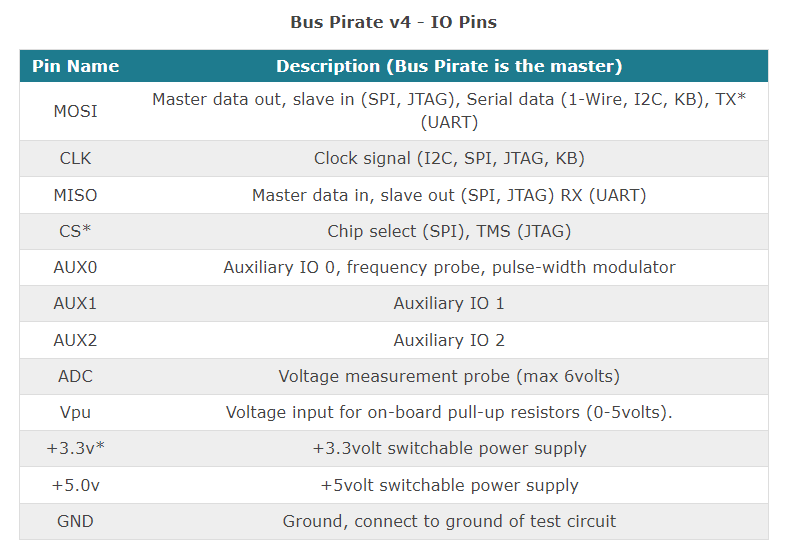 Bus Pirate v4 - IO Pins
Pin Name Description (Bus Pirate is the master)
MOSI Master data out, slave in (SPI, JTAG), Serial data (1-Wire, I2C, KB), TX*
(UART)
CLK Clock signal (I2C, SPI, JTAG, KB)
MISO Master data in, slave out (SPI, JTAG) RX (UART)
CS* Chip select (SPI), TMS (JTAG)
AUX0 Auxiliary IO 0, frequency probe, pulse-width modulator
AUX1 Auxiliary IO 1
AUX2 Auxiliary IO 2
ADC Voltage measurement probe (max 6volts)
Vpu Voltage input for on-board pull-up resistors (0-5volts).
+3.3v* +3.3volt switchable power supply
+5.0v +5volt switchable power supply
GND Ground, connect to ground of test circuit